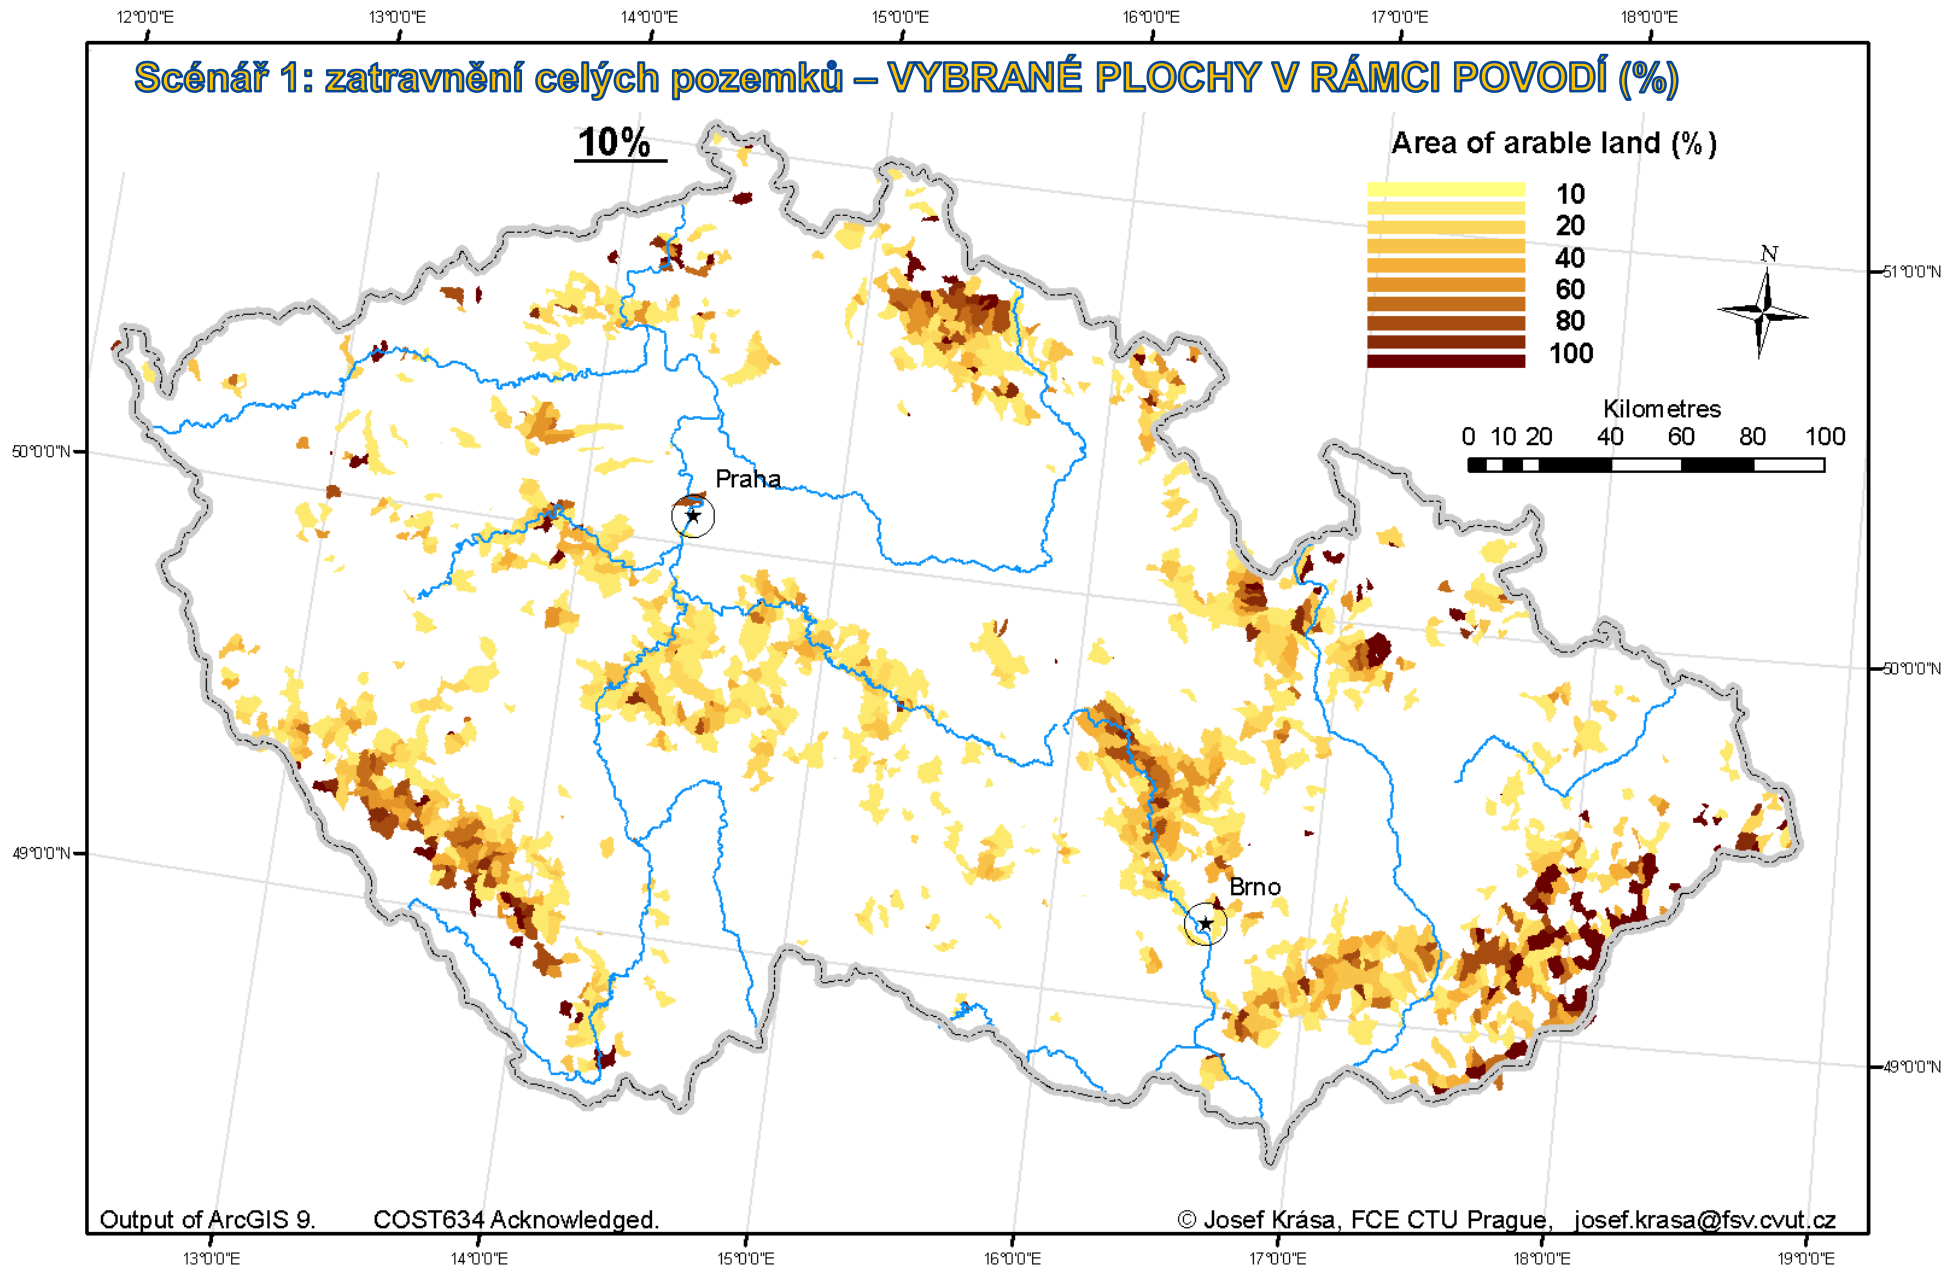 12°0'0"E 13°0'0"E 14°0'0"E 15°0'0"E 16°0'0"E 17°0'0"E 18°0'0"E
Scénář 1: zatravnění celých pozemků – VYBRANÉ PLOCHY V RÁMCI POVODÍ (%)
10%
Area of arable land (%)
10
20
40
60
80
100
N
51°0'0"N
Kilometres
0 10 20 40 60 80 100
50°0'0"N
Praha
50°0'0"N
49°0'0"N
Brno
49°0'0"N
Output of ArcGIS 9. COST634 Acknowledged.
© Josef Krása, FCE CTU Prague, josef.krasa@fsv.cvut.cz
13°0'0"E 14°0'0"E 15°0'0"E 16°0'0"E 17°0'0"E 18°0'0"E 19°0'0"E